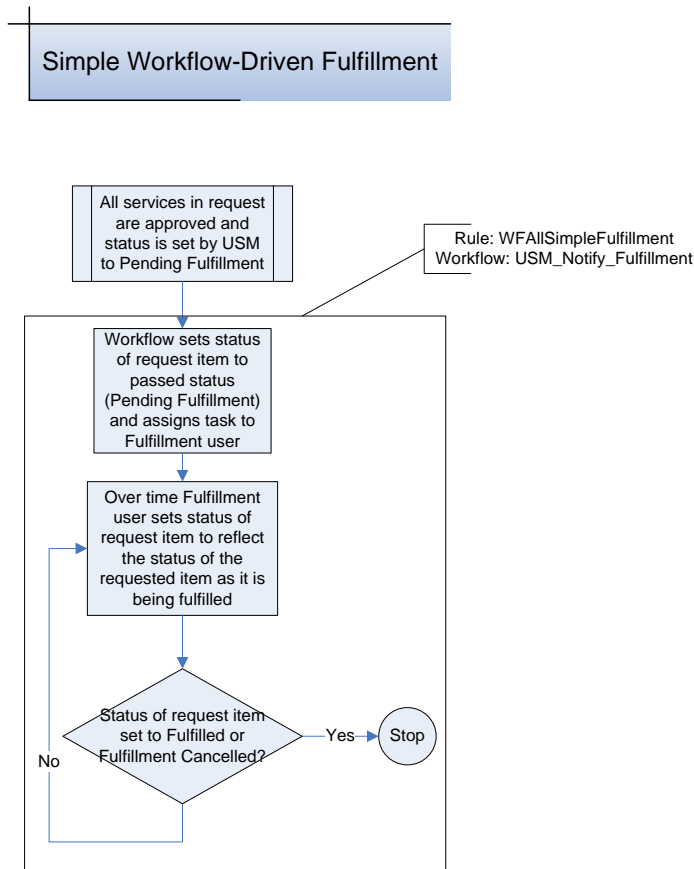 Simple Workflow-Driven Fulfillment
All services in request
are approved and
status is set by USM
to Pending Fulfillment
Rule: WFAllSimpleFulfillment
Workflow: USM_Notify_Fulfillment
Workflow sets status
of request item to
passed status
(Pending Fulfillment)
and assigns task to
Fulfillment user
Over time Fulfillment
user sets status of
request item to reflect
the status of the
requested item as it is
being fulfilled
Status of request item
set to Fulfilled or
Fulfillment Cancelled?
Yes
Stop
No